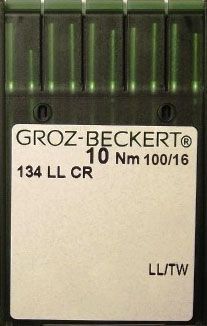 GROZ-BECKERT®
10 Nm 100/16
134 LL CR
LL/TW